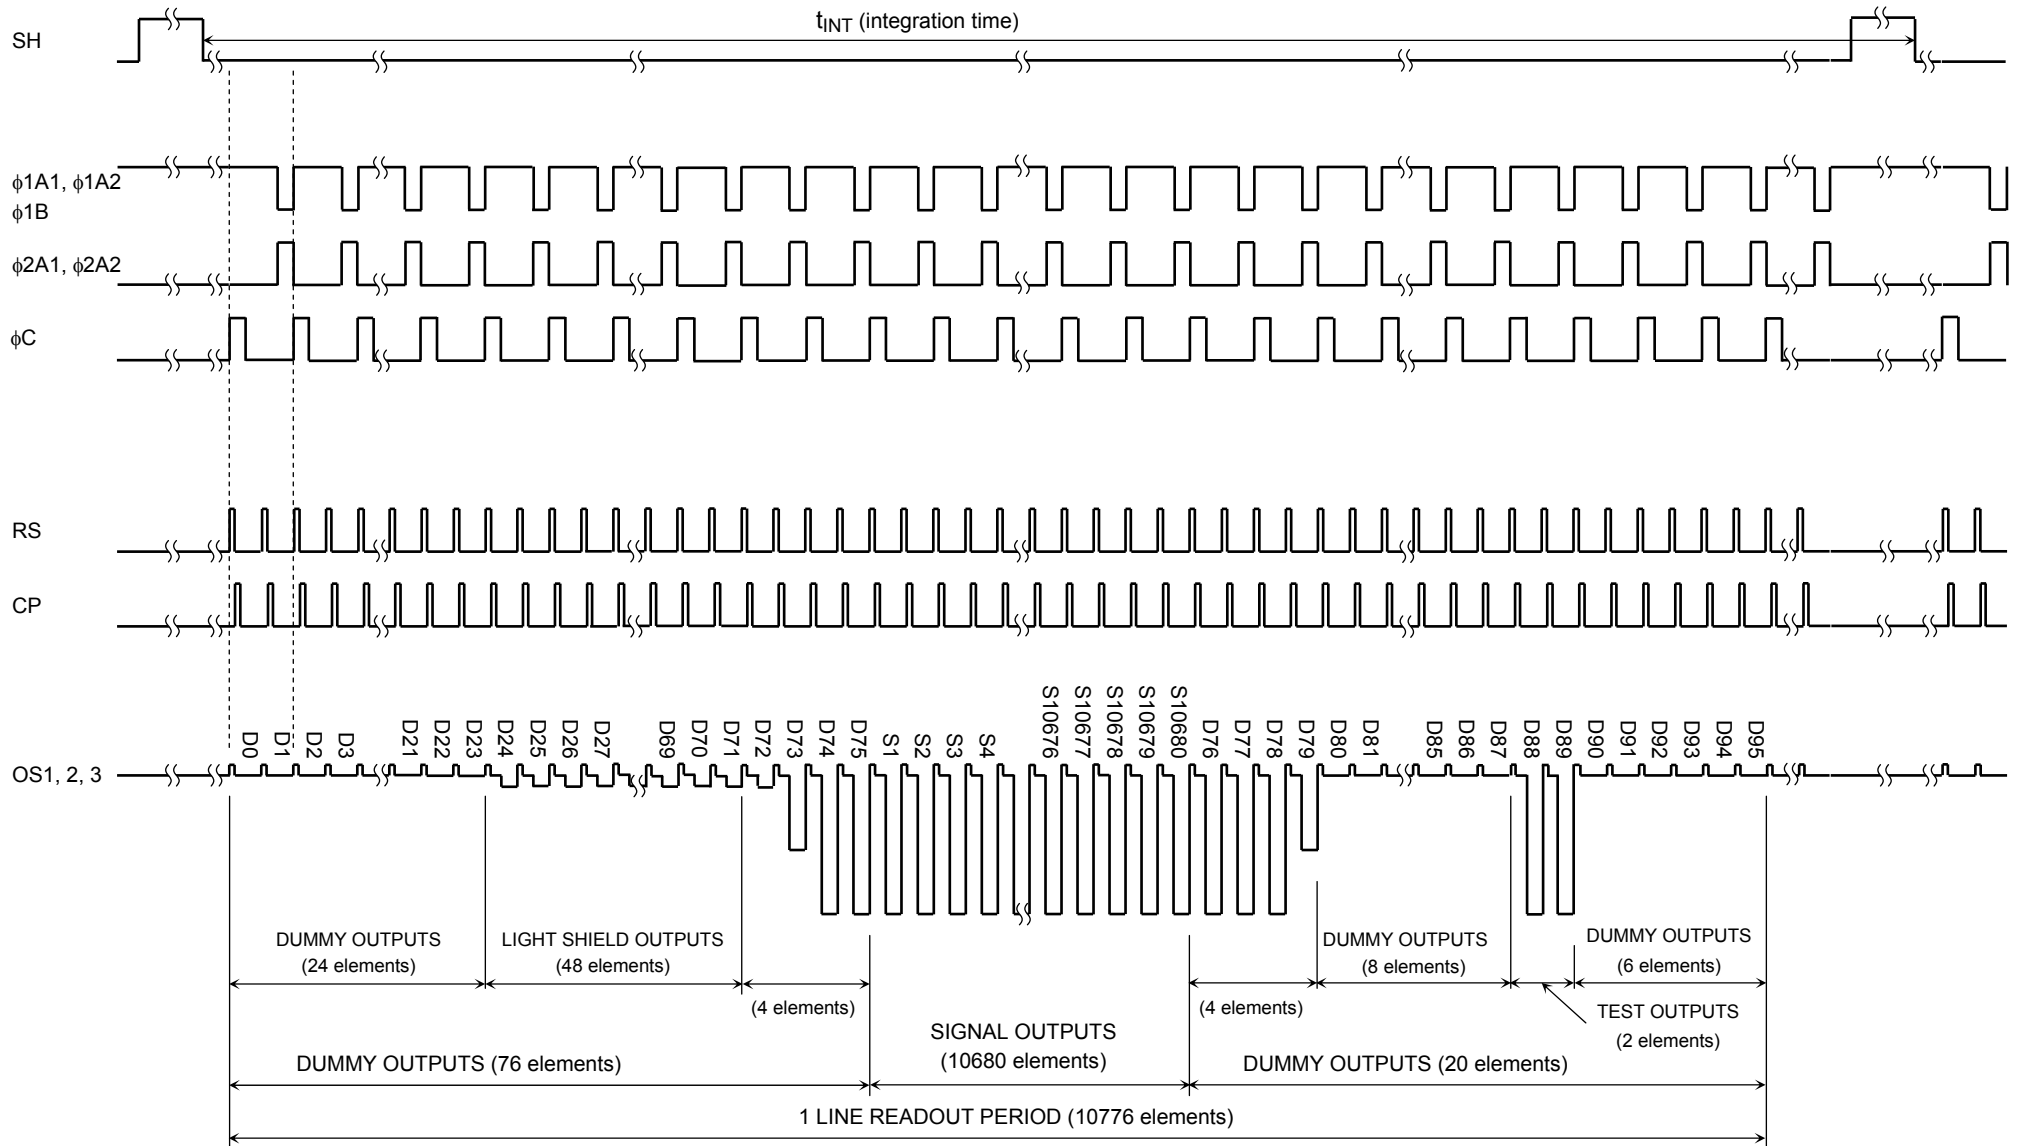 SH
tINT (integration time)
ϕ1A1, ϕ1A2
ϕ1B
ϕ2A1, ϕ2A2
ϕC
RS
CP
OS1, 2, 3
D0
D1
D2
D3
D21
D22
D23
D24
D25
D26
D27
D69
D70
D71
D72
D73
D74
D75
S1
S2
S3
S4
S10676
S10677
S10678
S10679
S10680
D76
D77
D78
D79
D80
D81
D85
D86
D87
D88
D89
D90
D91
D92
D93
D94
D95
DUMMY OUTPUTS
(24 elements)
LIGHT SHIELD OUTPUTS
(48 elements)
(4 elements)
SIGNAL OUTPUTS
(10680 elements)
(4 elements)
DUMMY OUTPUTS
(8 elements)
DUMMY OUTPUTS
(6 elements)
TEST OUTPUTS
(2 elements)
DUMMY OUTPUTS (76 elements)
DUMMY OUTPUTS (20 elements)
1 LINE READOUT PERIOD (10776 elements)